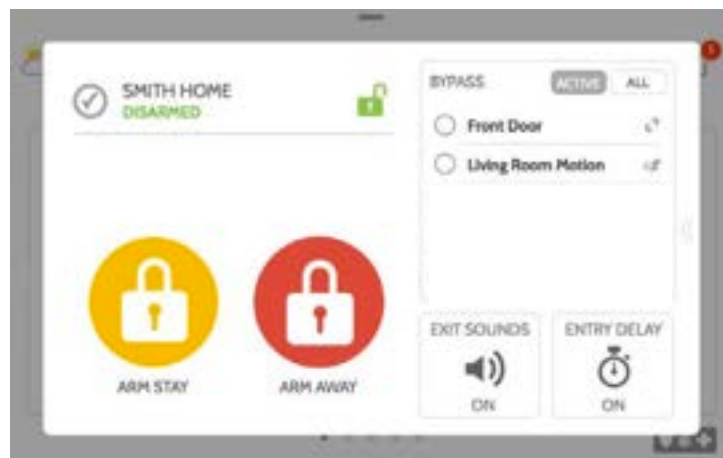 SMITH HOME
DISARMED
ARM STAY
ARM AWAY
BYPASS
ACTIVE
ALL
Front Door
Living Room Motion
EXIT SOUNDS
ON
ENTRY DELAY
ON